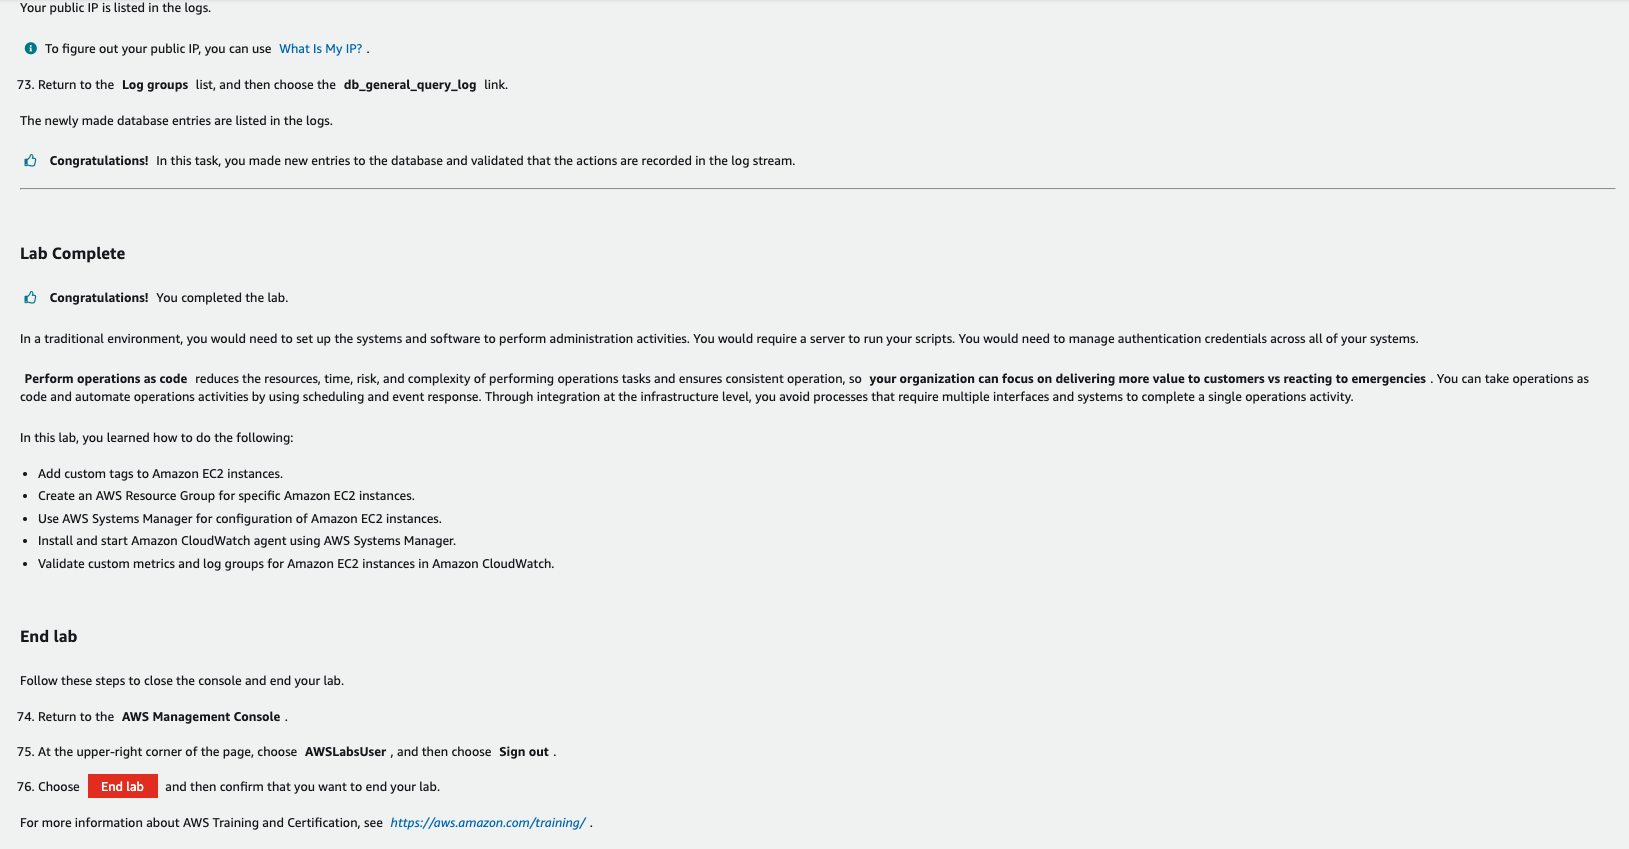 Your public IP is listed in the logs.
To figure out your public IP, you can use What Is My IP? .
73. Return to the Log groups list, and then choose the db_general_query_log link.
The newly made database entries are listed in the logs.
Congratulations! In this task, you made new entries to the database and validated that the actions are recorded in the log stream.
Lab Complete
Congratulations! You completed the lab.
In a traditional environment, you would need to set up the systems and software to perform administration activities. You would require a server to run your scripts. You would need to manage authentication credentials across all of your systems.
Perform operations as code reduces the resources, time, risk, and complexity of performing operations tasks and ensures consistent operation, so your organization can focus on delivering more value to customers vs reacting to emergencies . You can take operations as
code and automate operations activities by using scheduling and event response. Through integration at the infrastructure level, you avoid processes that require multiple interfaces and systems to complete a single operations activity.
In this lab, you learned how to do the following:
• Add custom tags to Amazon EC2 instances.
• Create an AWS Resource Group for specific Amazon EC2 instances.
• Use AWS Systems Manager for configuration of Amazon EC2 instances.
• Install and start Amazon CloudWatch agent using AWS Systems Manager.
• Validate custom metrics and log groups for Amazon EC2 instances in Amazon CloudWatch.
End lab
Follow these steps to close the console and end your lab.
74. Return to the AWS Management Console .
75. At the upper-right corner of the page, choose AWSLabsUser , and then choose Sign out .
76. Choose End lab and then confirm that you want to end your lab.
For more information about AWS Training and Certification, see https://aws.amazon.com/training/ .